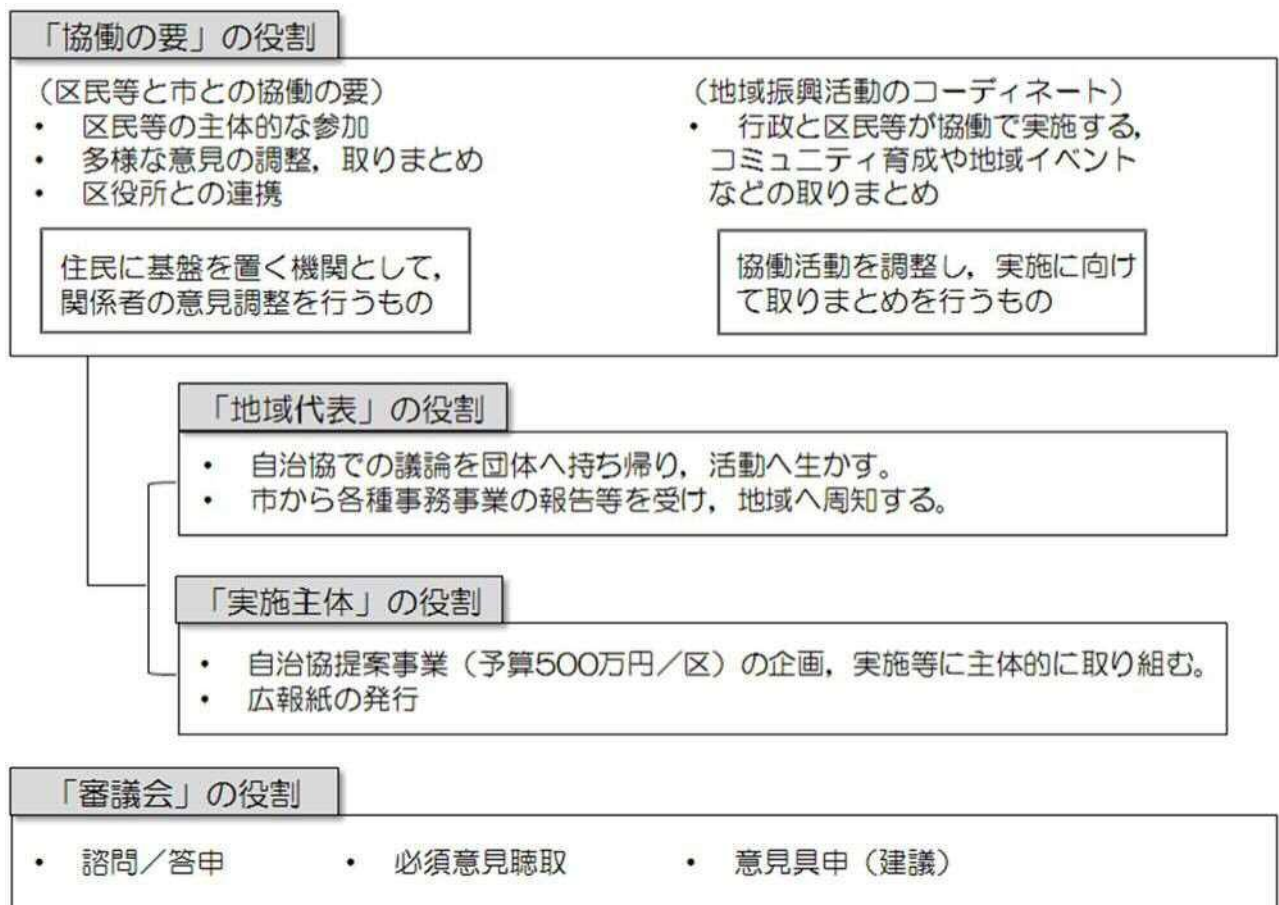 「協働の要」の役割
（区民等と市との協働の要）
・ 区民等の主体的な参加
・ 多様な意見の調整，取りまとめ
・ 区役所との連携
住民に基盤を置く機関として，
関係者の意見調整を行うもの
（地域振興活動のコーディネート）
・ 行政と区民等が協働で実施する，
コミュニティ育成や地域イベント
などの取りまとめ
協働活動を調整し，実施に向け
て取りまとめを行うもの
「地域代表」の役割
・ 自治協での議論を団体へ持ち帰り，活動へ生かす。
・ 市から各種事務事業の報告等を受け，地域へ周知する。
「実施主体」の役割
・ 自治協提案事業（予算500万円／区）の企画，実施等に主体的に取り組む。
・ 広報紙の発行
「審議会」の役割
・ 諮問／答申 ・ 必須意見聴取 ・ 意見具申（建議）